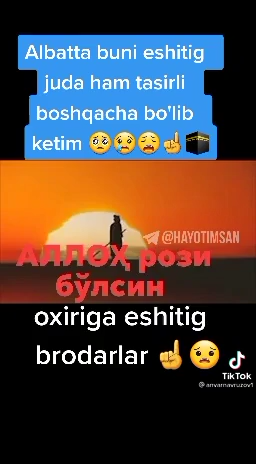 Albatta buni eshitig
juda ham tasirli
boshqacha bo'lib
ketim 🥺😢😩☝🕋
@HAYOTIMSAN
АЛЛОҲ рози
бўлсин
oxiriga eshitig
brodarlar ☝😧
TikTok
@anvarnavruzov1